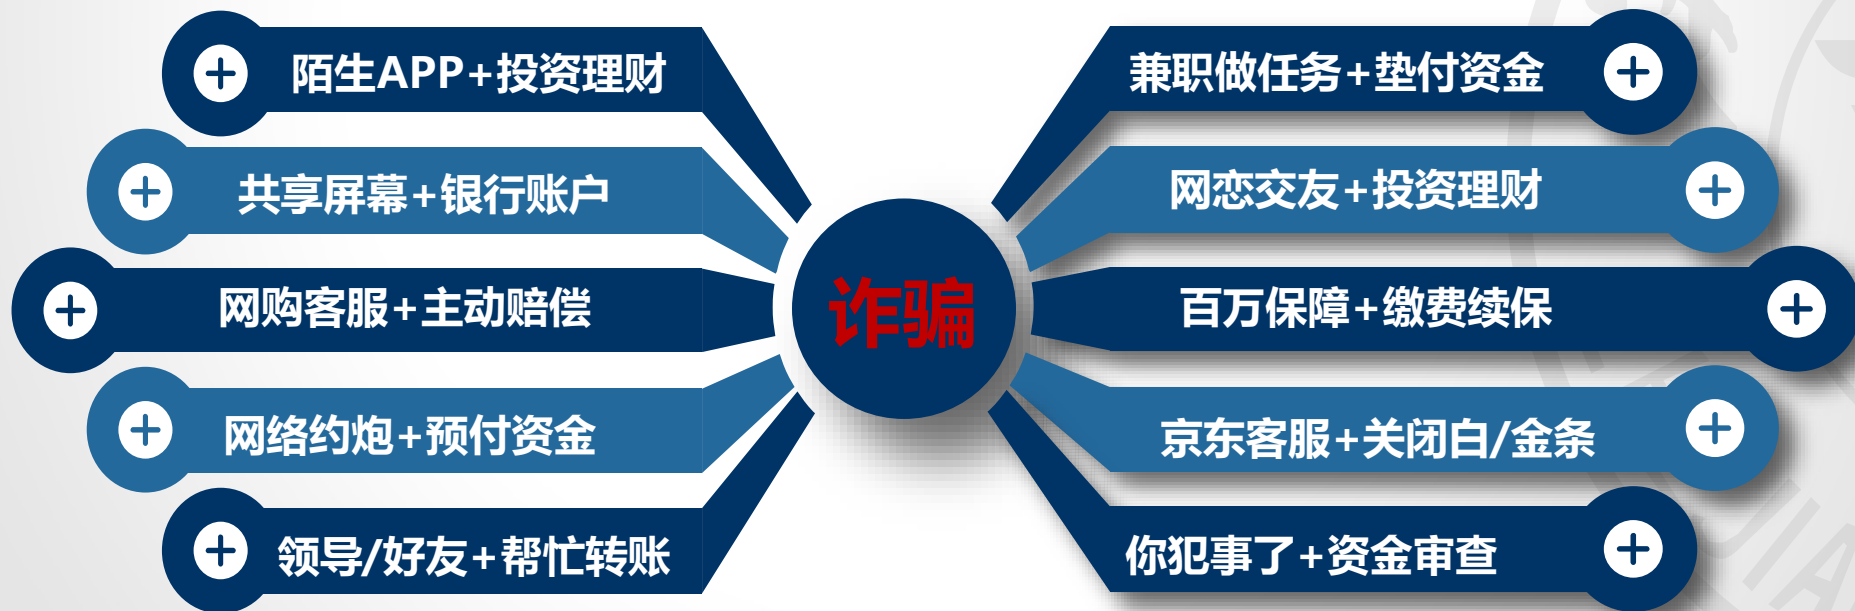 陌生APP+投资理财
共享屏幕+银行账户
网购客服+主动赔偿
网络约炮+预付资金
领导/好友+帮忙转账
诈骗
兼职做任务+垫付资金
网恋交友+投资理财
百万保障+缴费续保
京东客服+关闭白/金条
你犯事了+资金审查